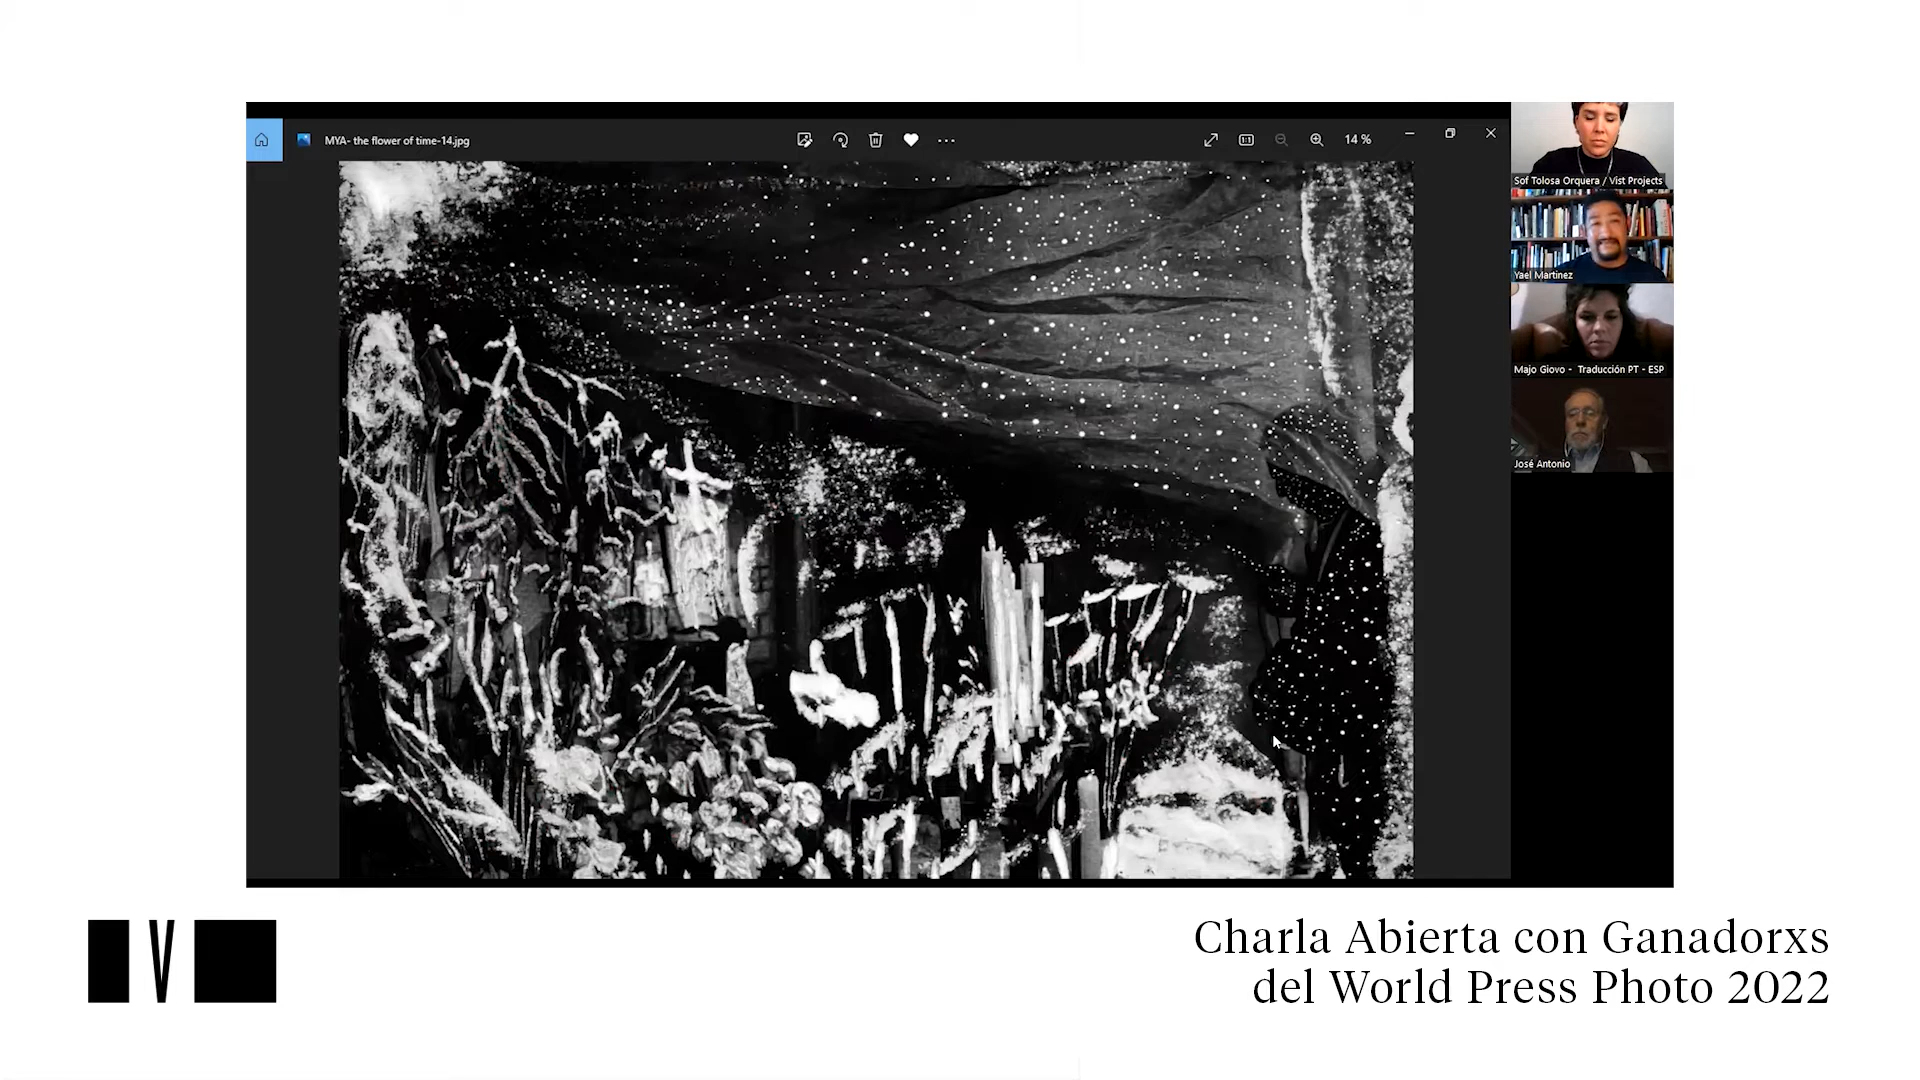 MYA- the flower of time-14.jpg
14 %
Sof Tolosa Orquera / Vist Projects
Yael Martinez
Majo Giovo - Traducción PT - ESP
José Antonio
V
Charla Abierta con Ganadorxs
del World Press Photo 2022